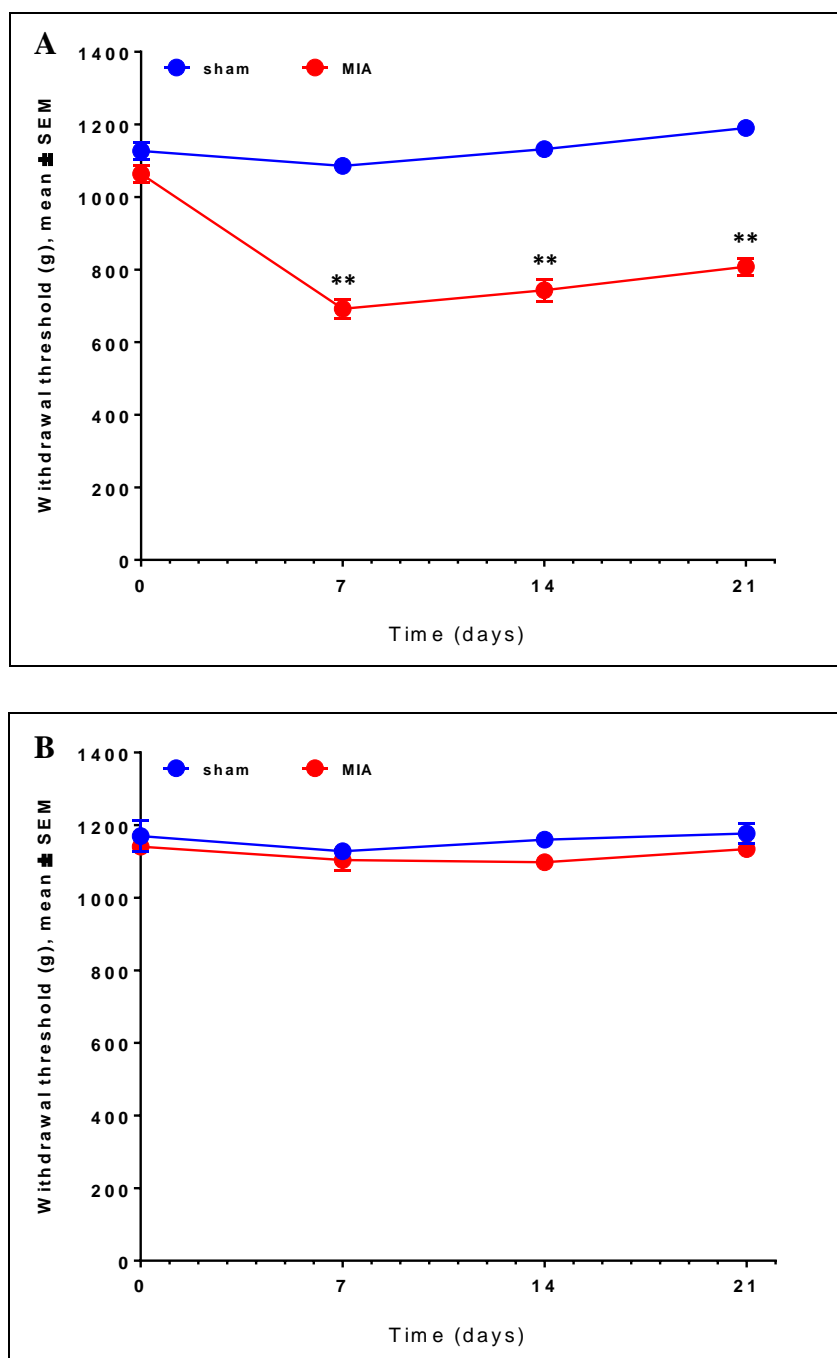 A
1400
sham MIA
1200
1000
800
600
400
200
0
** ** **
0 7 14 21
Time (days)
Withdrawal threshold (g), mean ± SEM
B
1400
sham MIA
1200
1000
800
600
400
200
0
0 7 14 21
Time (days)
Withdrawal threshold (g), mean ± SEM